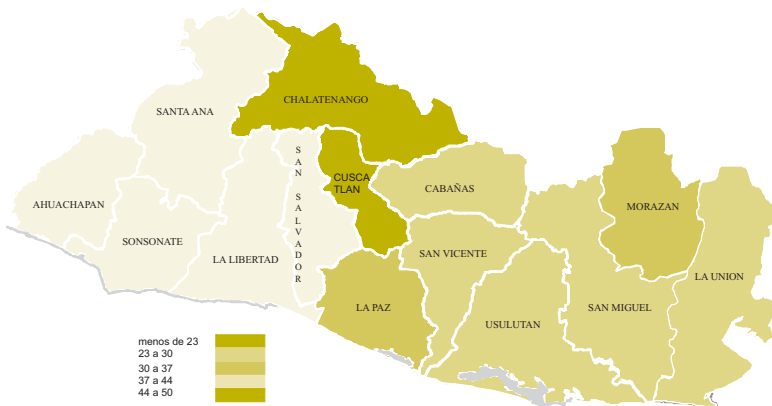 CHALATENANGO
SANTA ANA
SAN SALVADOR
CUSCA
TLAN
CABAÑAS
AHUACHAPAN
MORAZAN
SONSONATE
LA LIBERTAD
SAN VICENTE
LA UNION
LA PAZ
SAN MIGUEL
USULUTAN
menos de 23
23 a 30
30 a 37
37 a 44
44 a 50